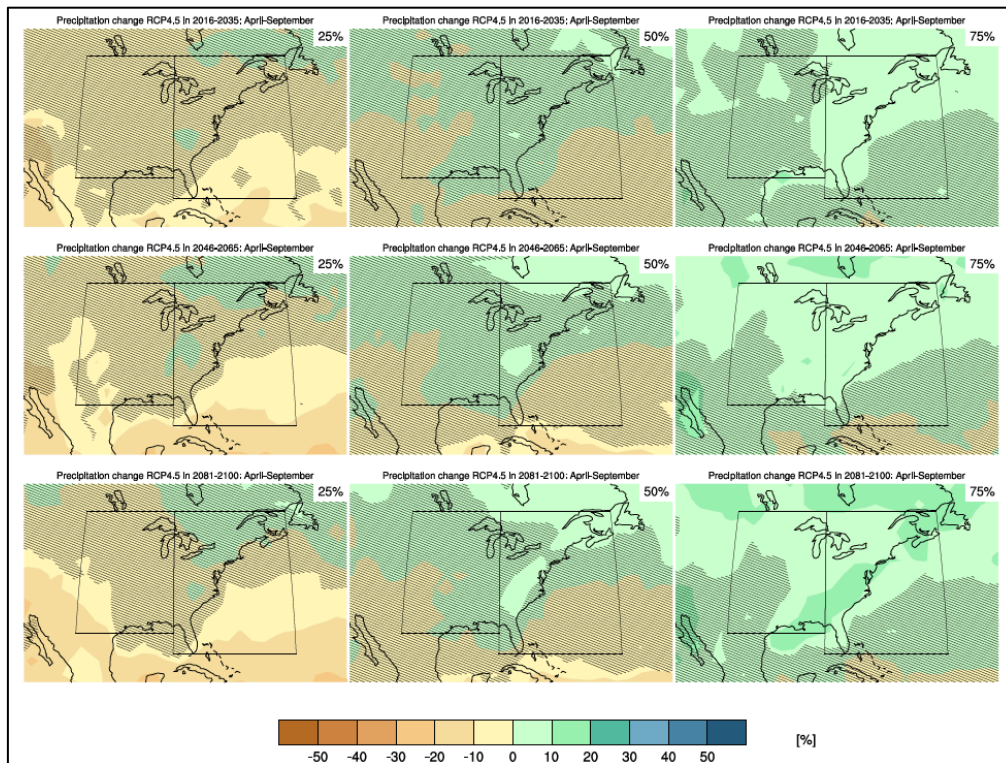 Precipitation change RCP4.5 in 2016-2035: April-September
25%
Precipitation change RCP4.5 in 2016-2035: April-September
50%
Precipitation change RCP4.5 in 2016-2035: April-September
75%
Precipitation change RCP4.5 in 2046-2065: April-September
25%
Precipitation change RCP4.5 in 2046-2065: April-September
50%
Precipitation change RCP4.5 in 2046-2065: April-September
75%
Precipitation change RCP4.5 in 2081-2100: April-September
25%
Precipitation change RCP4.5 in 2081-2100: April-September
50%
Precipitation change RCP4.5 in 2081-2100: April-September
75%
-50 -40 -30 -20 -10 0 10 20 30 40 50 [%]